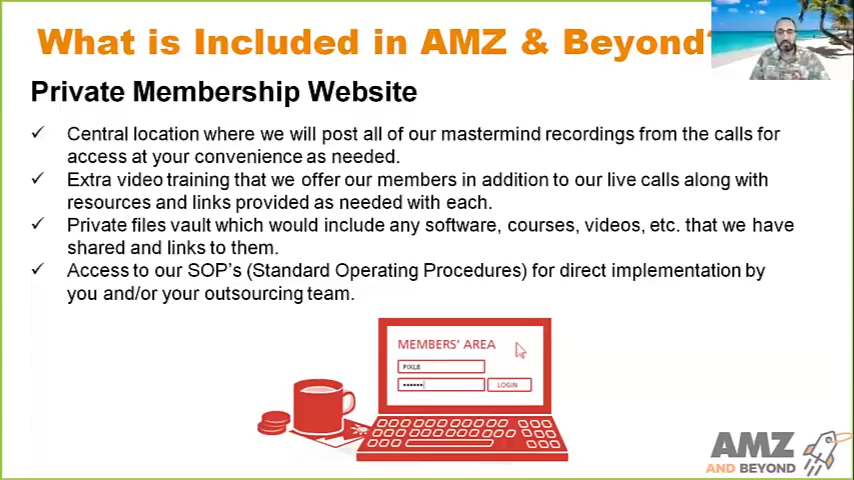 What is Included in AMZ & Beyond?
Private Membership Website
✓ Central location where we will post all of our mastermind recordings from the calls for
access at your convenience as needed.
✓ Extra video training that we offer our members in addition to our live calls along with
resources and links provided as needed with each.
✓ Private files vault which would include any software, courses, videos, etc. that we have
shared and links to them.
✓ Access to our SOP's (Standard Operating Procedures) for direct implementation by
you and/or your outsourcing team.
MEMBERS' AREA
LOGIN
AMZ
AND BEYOND